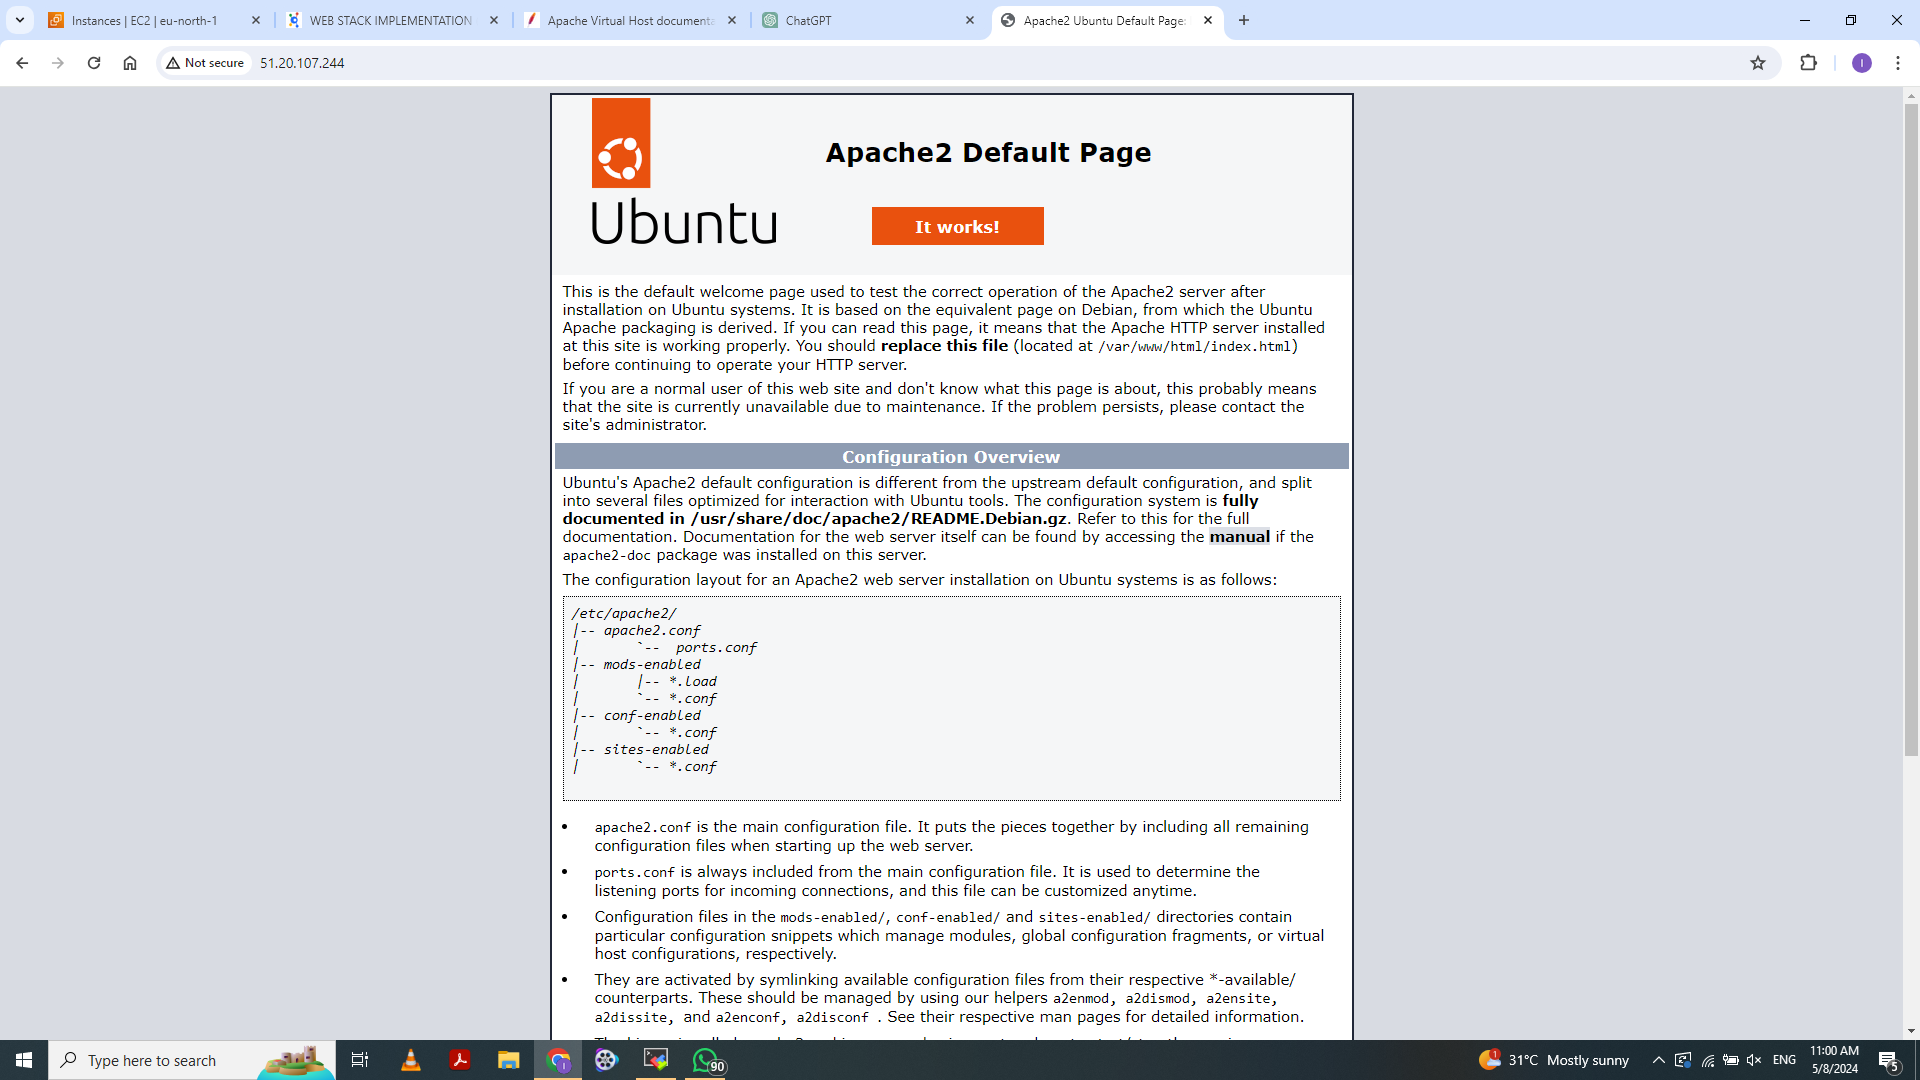 Instances | EC2 | eu-north-1
WEB STACK IMPLEMENTATION
Apache Virtual Host documenta
ChatGPT
Apache2 Ubuntu Default Page:
Not secure
51.20.107.244
I
Apache2 Default Page
Ubuntu
It works!
This is the default welcome page used to test the correct operation of the Apache2 server after
installation on Ubuntu systems. It is based on the equivalent page on Debian, from which the Ubuntu
Apache packaging is derived. If you can read this page, it means that the Apache HTTP server installed
at this site is working properly. You should replace this file (located at /var/www/html/index.html)
before continuing to operate your HTTP server.
If you are a normal user of this web site and don't know what this page is about, this probably means
that the site is currently unavailable due to maintenance. If the problem persists, please contact the
site's administrator.
Configuration Overview
Ubuntu's Apache2 default configuration is different from the upstream default configuration, and split
into several files optimized for interaction with Ubuntu tools. The configuration system is fully
documented in /usr/share/doc/apache2/README.Debian.gz. Refer to this for the full
documentation. Documentation for the web server itself can be found by accessing the manual if the
apache2-doc package was installed on this server.
The configuration layout for an Apache2 web server installation on Ubuntu systems is as follows:
/etc/apache2/
|-- apache2.conf
|       `--  ports.conf
|-- mods-enabled
|       |-- *.load
|       `-- *.conf
|-- conf-enabled
|       `-- *.conf
|-- sites-enabled
|       `-- *.conf
• apache2.conf is the main configuration file. It puts the pieces together by including all remaining
configuration files when starting up the web server.
• ports.conf is always included from the main configuration file. It is used to determine the
listening ports for incoming connections, and this file can be customized anytime.
• Configuration files in the mods-enabled/, conf-enabled/ and sites-enabled/ directories contain
particular configuration snippets which manage modules, global configuration fragments, or virtual
host configurations, respectively.
• They are activated by symlinking available configuration files from their respective *-available/
counterparts. These should be managed by using our helpers a2enmod, a2dismod, a2ensite,
a2dissite, and a2enconf, a2disconf . See their respective man pages for detailed information.
Type here to search
90
1
31°C Mostly sunny
ENG
11:00 AM
5/8/2024
5